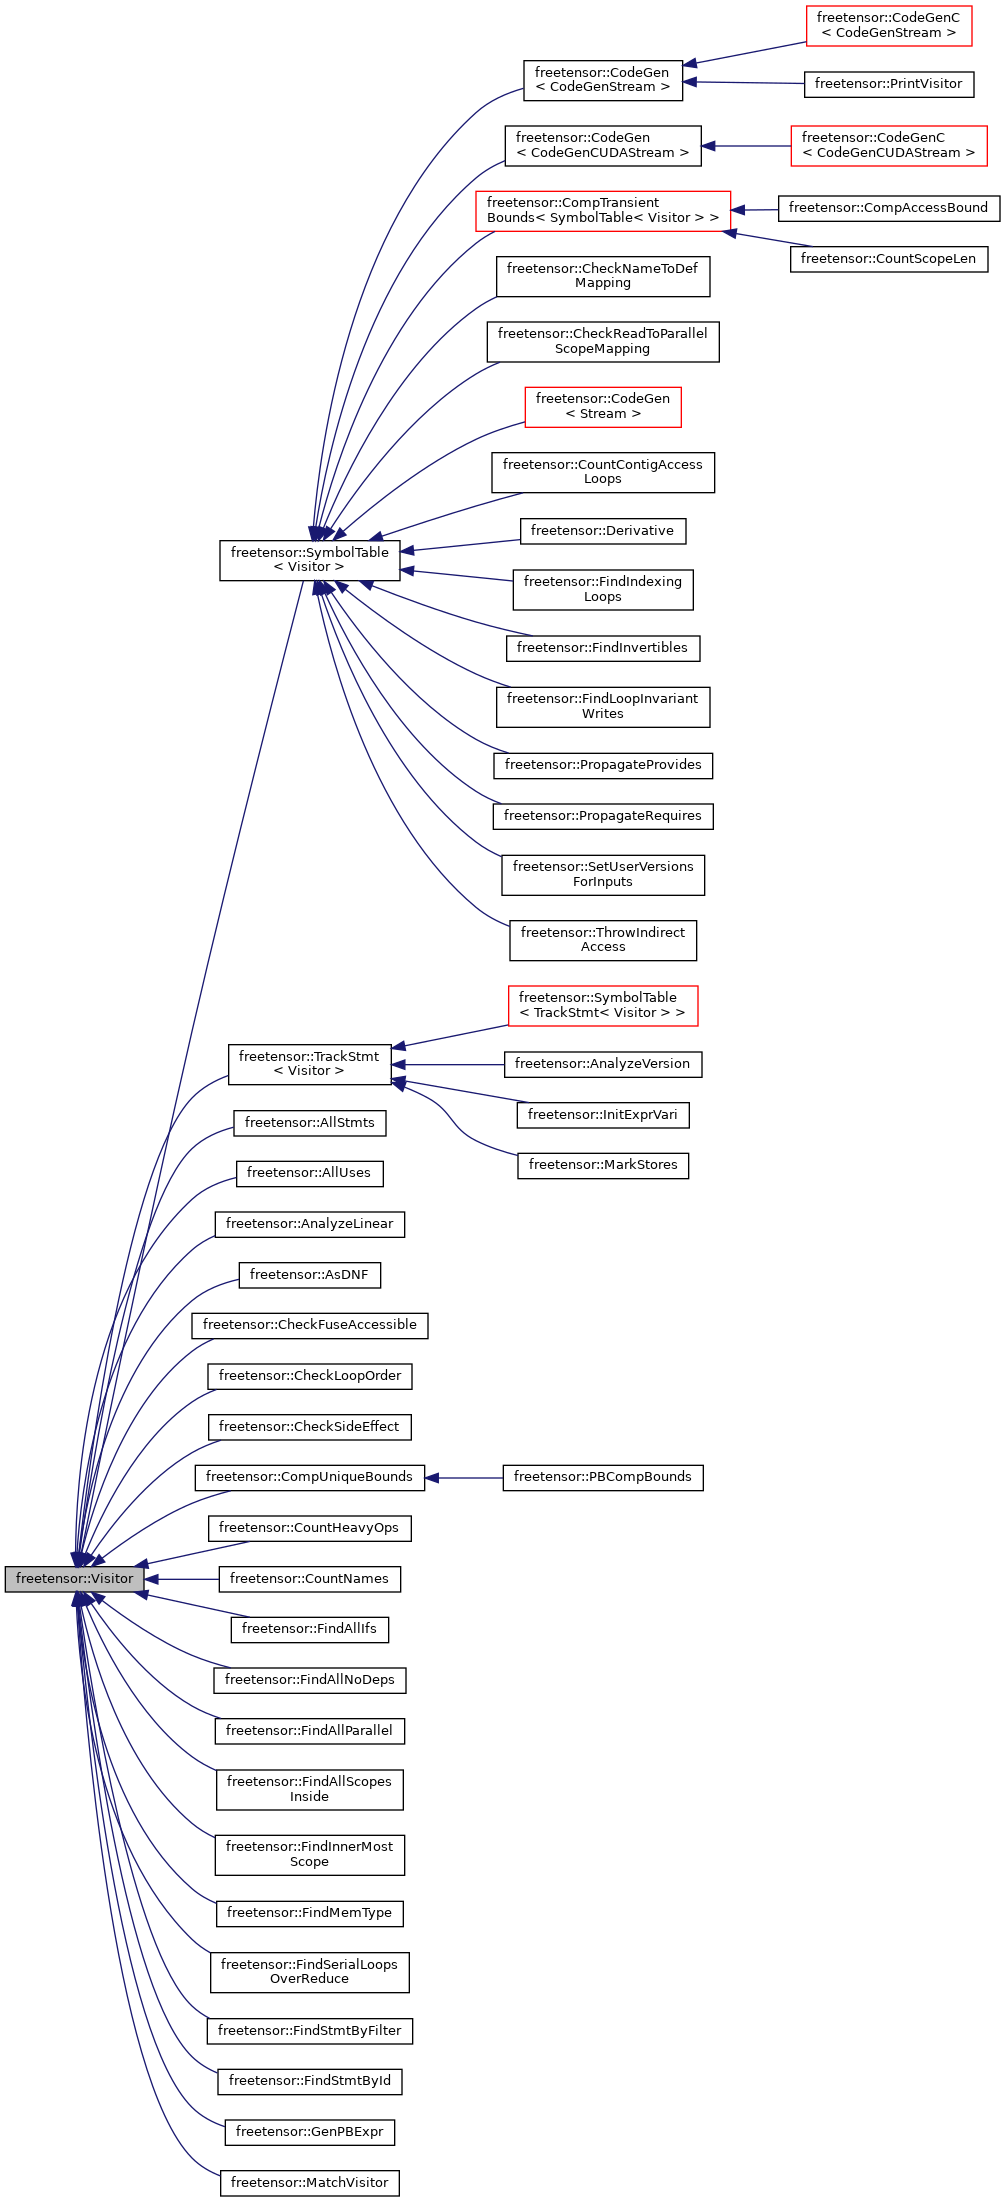 freetensor::CodeGenC
< CodeGenStream >
freetensor::CodeGen
< CodeGenStream >
freetensor::PrintVisitor
freetensor::CodeGen
< CodeGenCUDAStream >
freetensor::CodeGenC
< CodeGenCUDAStream >
freetensor::CompTransient
Bounds< SymbolTable< Visitor > >
freetensor::CompAccessBound
freetensor::CountScopeLen
freetensor::CheckNameToDef
Mapping
freetensor::CheckReadToParallel
ScopeMapping
freetensor::CodeGen
< Stream >
freetensor::CountContigAccess
Loops
freetensor::Derivative
freetensor::SymbolTable
< Visitor >
freetensor::FindIndexing
Loops
freetensor::FindInvertibles
freetensor::FindLoopInvariant
Writes
freetensor::PropagateProvides
freetensor::PropagateRequires
freetensor::SetUserVersions
ForInputs
freetensor::ThrowIndirect
Access
freetensor::SymbolTable
< TrackStmt< Visitor > >
freetensor::TrackStmt
< Visitor >
freetensor::AnalyzeVersion
freetensor::InitExprVari
freetensor::AllStmts
freetensor::MarkStores
freetensor::AllUses
freetensor::AnalyzeLinear
freetensor::AsDNF
freetensor::CheckFuseAccessible
freetensor::CheckLoopOrder
freetensor::CheckSideEffect
freetensor::CompUniqueBounds
freetensor::PBCompBounds
freetensor::CountHeavyOps
freetensor::Visitor
freetensor::CountNames
freetensor::FindAllIfs
freetensor::FindAllNoDeps
freetensor::FindAllParallel
freetensor::FindAllScopes
Inside
freetensor::FindInnerMost
Scope
freetensor::FindMemType
freetensor::FindSerialLoops
OverReduce
freetensor::FindStmtByFilter
freetensor::FindStmtById
freetensor::GenPBExpr
freetensor::MatchVisitor